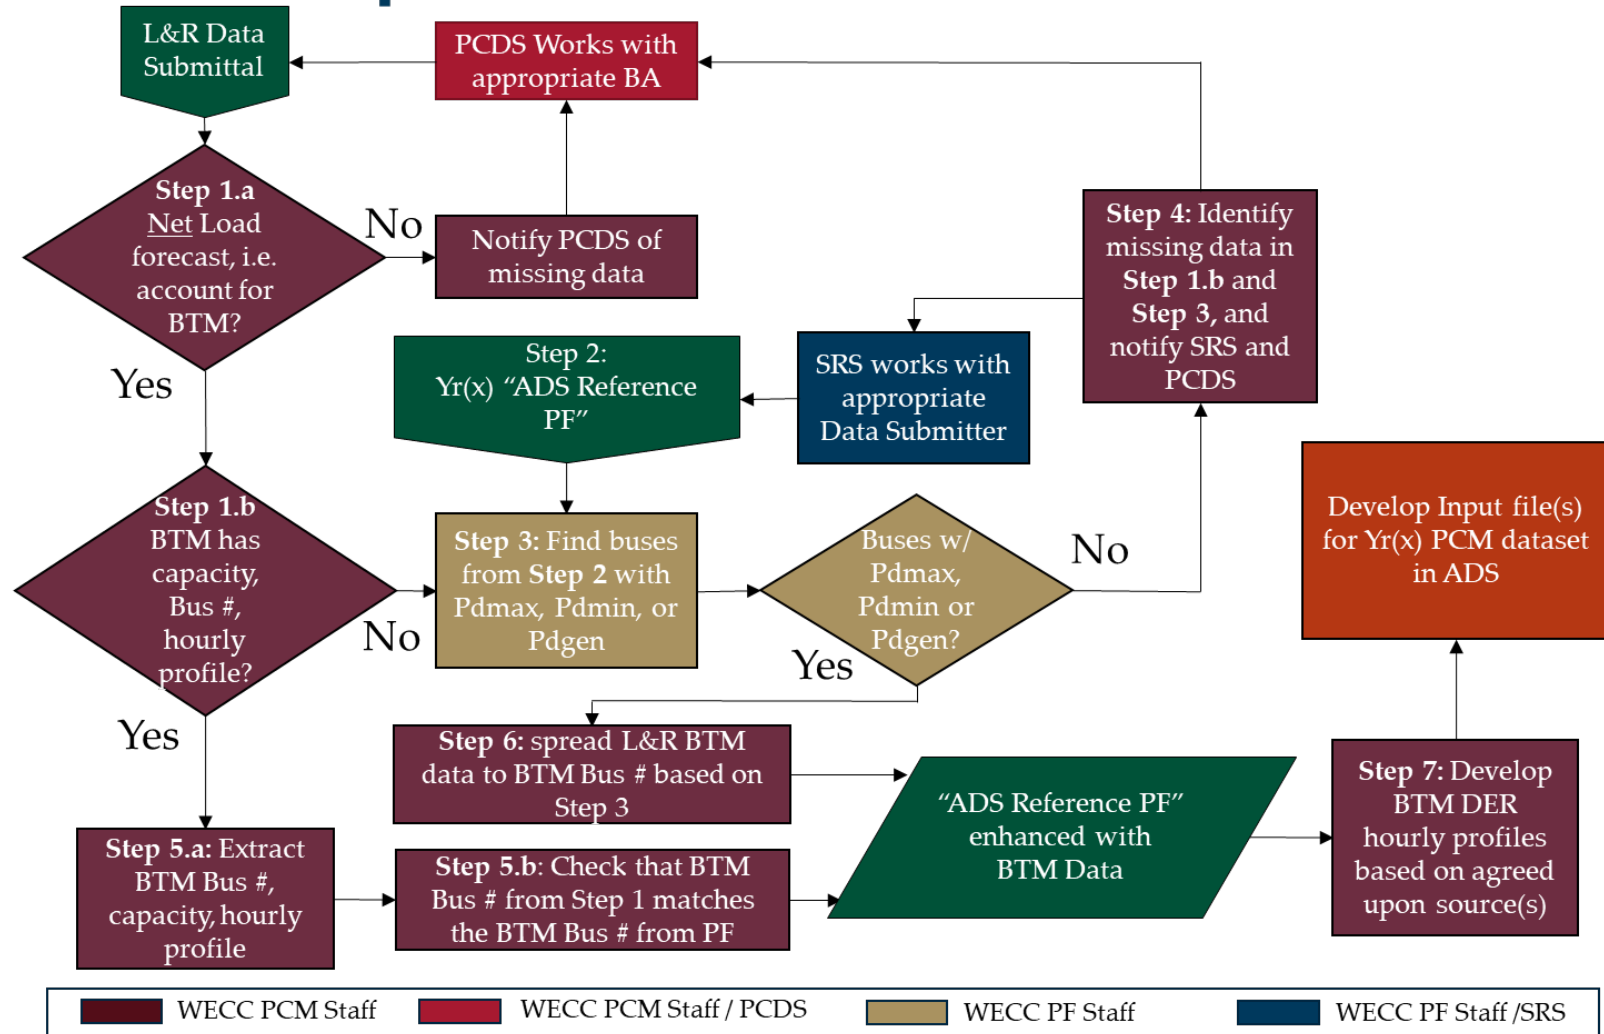 L&R Data
Submittal
PCDS Works with
appropriate BA
Step 1.a
Net Load
forecast, i.e.
account for
BTM?
No
Notify PCDS of
missing data
Yes
Step 4: Identify
missing data in
Step 1.b and
Step 3, and
notify SRS and
PCDS
Step 2:
Yr(x) “ADS Reference
PF”
SRS works with
appropriate
Data Submitter
Step 1.b
BTM has
capacity,
Bus #,
hourly
profile?
No
Step 3: Find buses
from Step 2 with
Pdmax, Pdmin, or
Pdgen
Buses w/
Pdmax,
Pdmin or
Pdgen?
No
Yes
Develop Input file(s)
for Yr(x) PCM dataset
in ADS
Yes
Step 6: spread L&R BTM
data to BTM Bus # based on
Step 3
Step 5.a: Extract
BTM Bus #,
capacity, hourly
profile
Step 5.b: Check that BTM
Bus # from Step 1 matches
the BTM Bus # from PF
“ADS Reference PF”
enhanced with
BTM Data
Step 7: Develop
BTM DER
hourly profiles
based on agreed
upon source(s)
WECC PCM Staff
WECC PCM Staff / PCDS
WECC PF Staff
WECC PF Staff /SRS